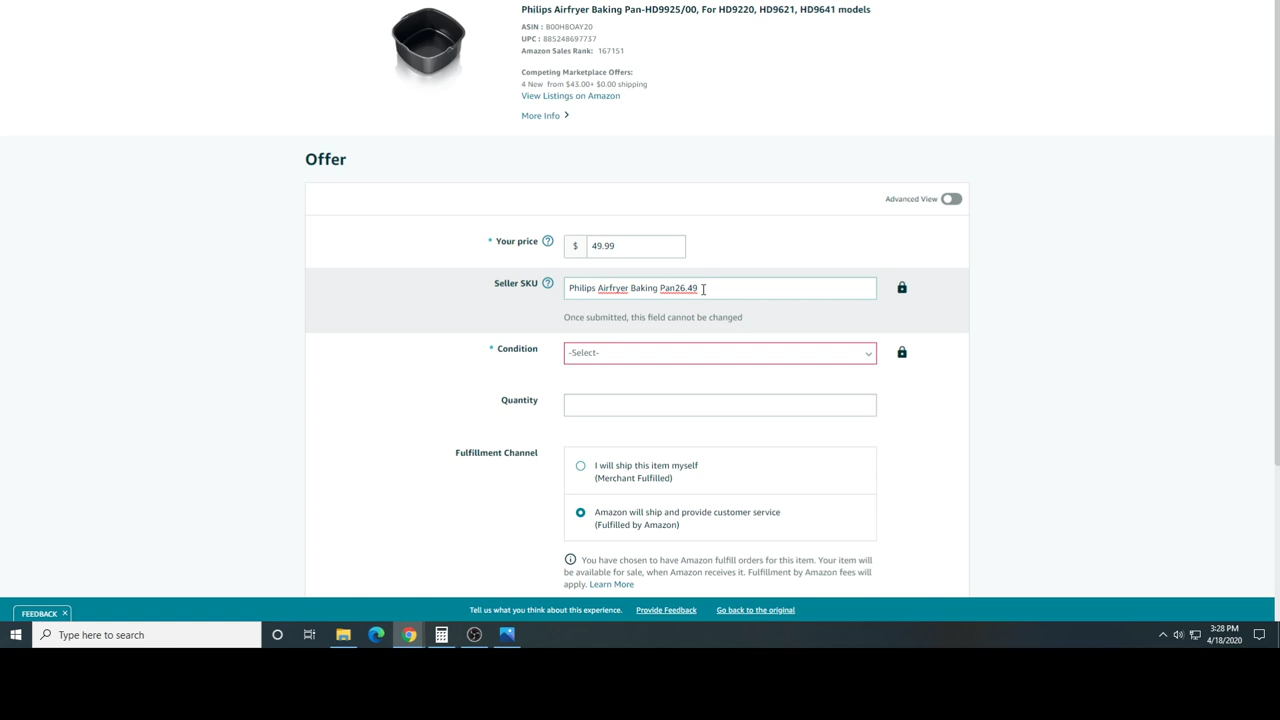 Philips Airfryer Baking Pan-HD9925/00, For HD9220, HD9621, HD9641 models
ASIN : B00H8OAY20
UPC : 885248697737
Amazon Sales Rank: 167151
Competing Marketplace Offers:
4 New from $43.00+ $0.00 shipping
View Listings on Amazon
More Info
Offer
Advanced View
* Your price ? $ 49.99
Seller SKU ? Philips Airfryer Baking Pan26.49
Once submitted, this field cannot be changed
* Condition -Select-
Quantity
Fulfillment Channel
I will ship this item myself
(Merchant Fulfilled)
Amazon will ship and provide customer service
(Fulfilled by Amazon)
You have chosen to have Amazon fulfill orders for this item. Your item will
be available for sale, when Amazon receives it. Fulfillment by Amazon fees will
apply. Learn More
FEEDBACK ×
Tell us what you think about this experience. Provide Feedback Go back to the original
Type here to search
3:28 PM
4/18/2020